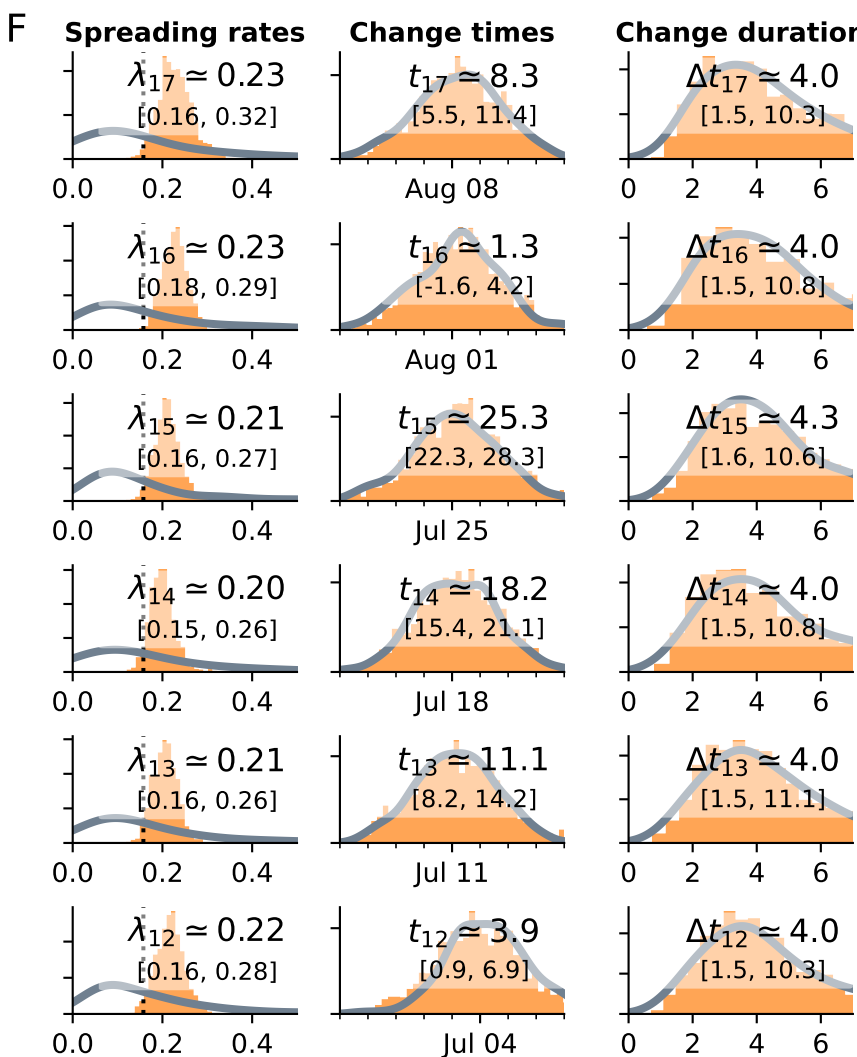 F
Spreading rates Change times Change duration
λ₁₇ ≃ 0.23 t₁₇ ≃ 8.3 Δt₁₇ ≃ 4.0
[0.16, 0.32] [5.5, 11.4] [1.5, 10.3]
0.0 0.2 0.4 Aug 08 0 2 4 6
λ₁₆ ≃ 0.23 t₁₆ ≃ 1.3 Δt₁₆ ≃ 4.0
[0.18, 0.29] [-1.6, 4.2] [1.5, 10.8]
0.0 0.2 0.4 Aug 01 0 2 4 6
λ₁₅ ≃ 0.21 t₁₅ ≃ 25.3 Δt₁₅ ≃ 4.3
[0.16, 0.27] [22.3, 28.3] [1.6, 10.6]
0.0 0.2 0.4 Jul 25 0 2 4 6
λ₁₄ ≃ 0.20 t₁₄ ≃ 18.2 Δt₁₄ ≃ 4.0
[0.15, 0.26] [15.4, 21.1] [1.5, 10.8]
0.0 0.2 0.4 Jul 18 0 2 4 6
λ₁₃ ≃ 0.21 t₁₃ ≃ 11.1 Δt₁₃ ≃ 4.0
[0.16, 0.26] [8.2, 14.2] [1.5, 11.1]
0.0 0.2 0.4 Jul 11 0 2 4 6
λ₁₂ ≃ 0.22 t₁₂ ≃ 3.9 Δt₁₂ ≃ 4.0
[0.16, 0.28] [0.9, 6.9] [1.5, 10.3]
0.0 0.2 0.4 Jul 04 0 2 4 6